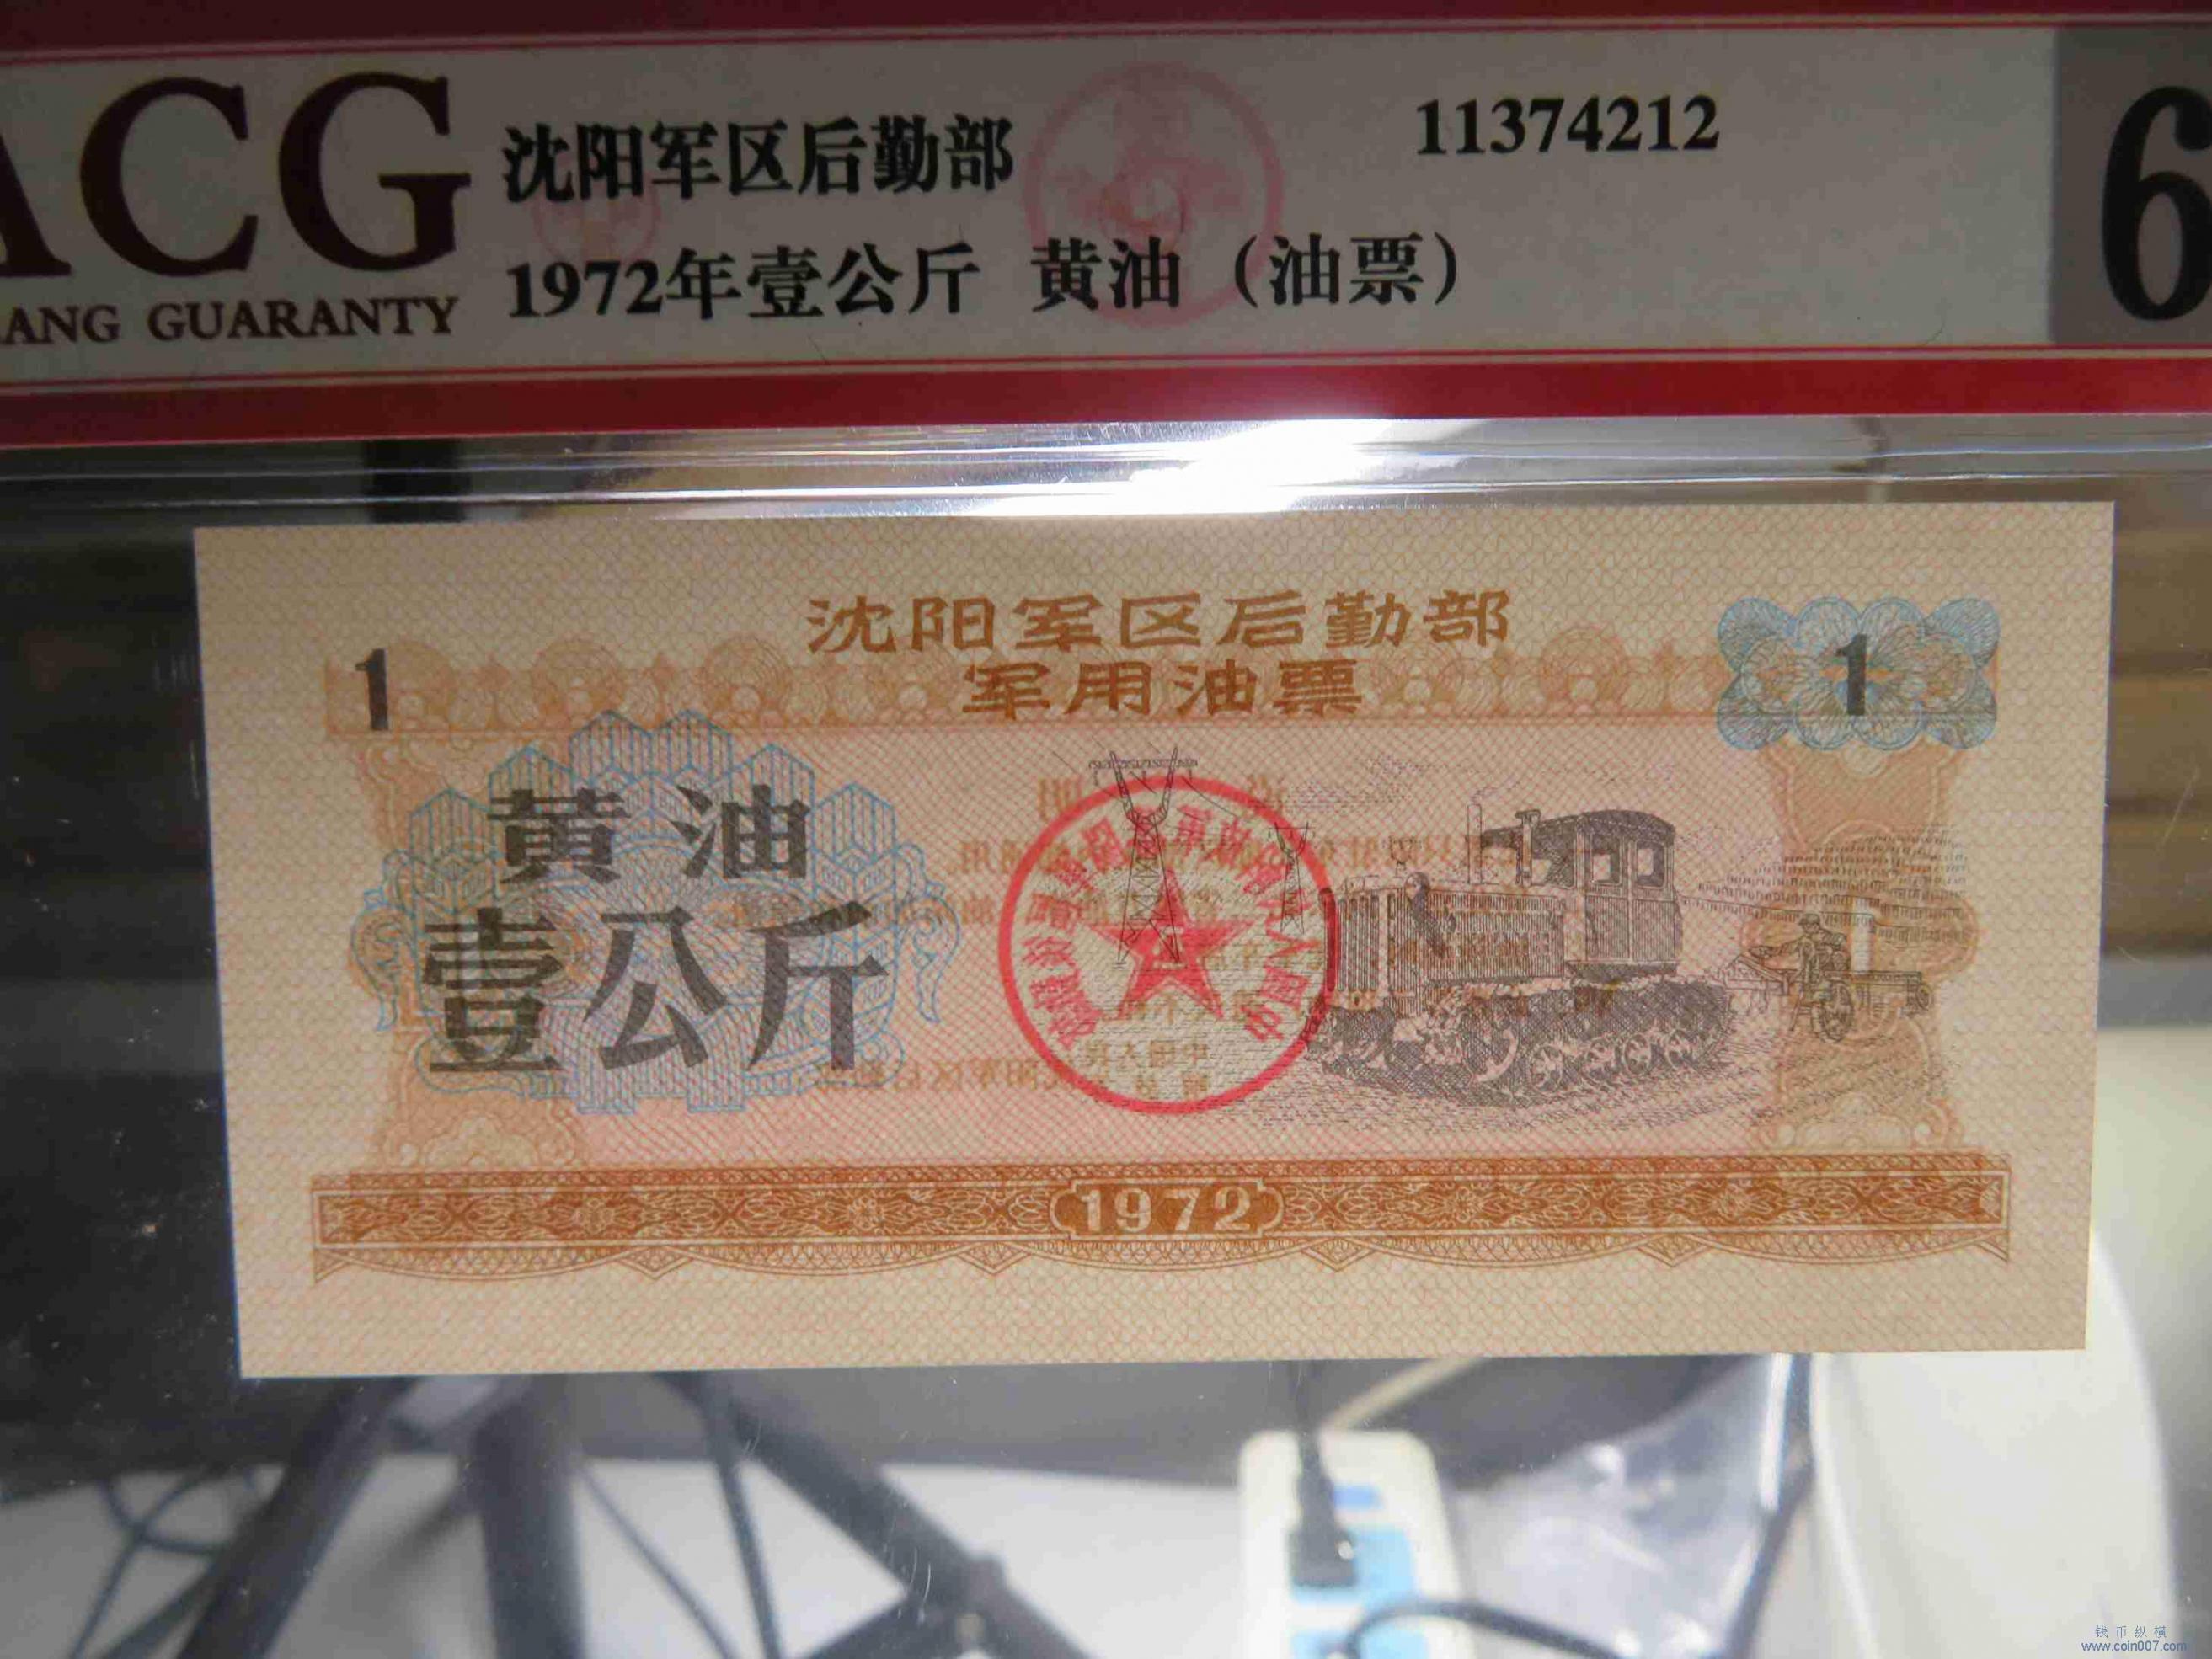 ACG
沈阳军区后勤部
11374212
6
ANG GUARANTY
1972年壹公斤 黄油（油票）
沈阳军区后勤部
军用油票
1
1
黄油
壹公斤
1972
钱币纵横
www.coin007.com